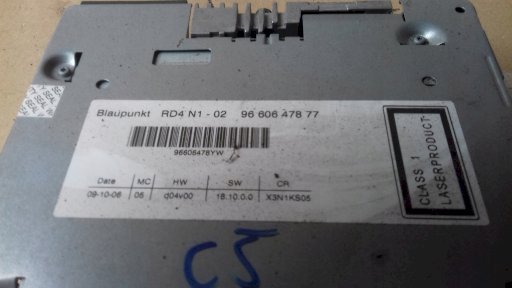 Blaupunkt RD4 N1 - 02 96 606 478 77
96606478YW
Date MC HW SW CR
09-10-06 05 d04v00 18.10.0.0 X3N1KS05
CLASS 1
LASERPRODUCT
C5